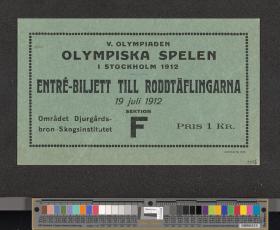 V. OLYMPIADEN
OLYMPISKA SPELEN
I STOCKHOLM 1912
ENTRÉ-BILJETT TILL RODDTÄFLINGARNA
19 juli 1912
SEKTION
Området Djurgårds-
bron-Skogsinstitutet
F
PRIS 1 KR.